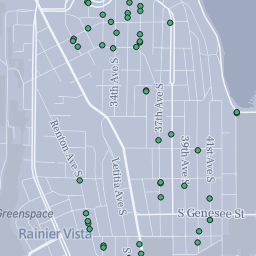 34th Ave S
37th Ave S
Renton Ave S
39th Ave S
41st Ave S
Letitia Ave S
S Genesee St
Greenspace
Rainier Vista
S